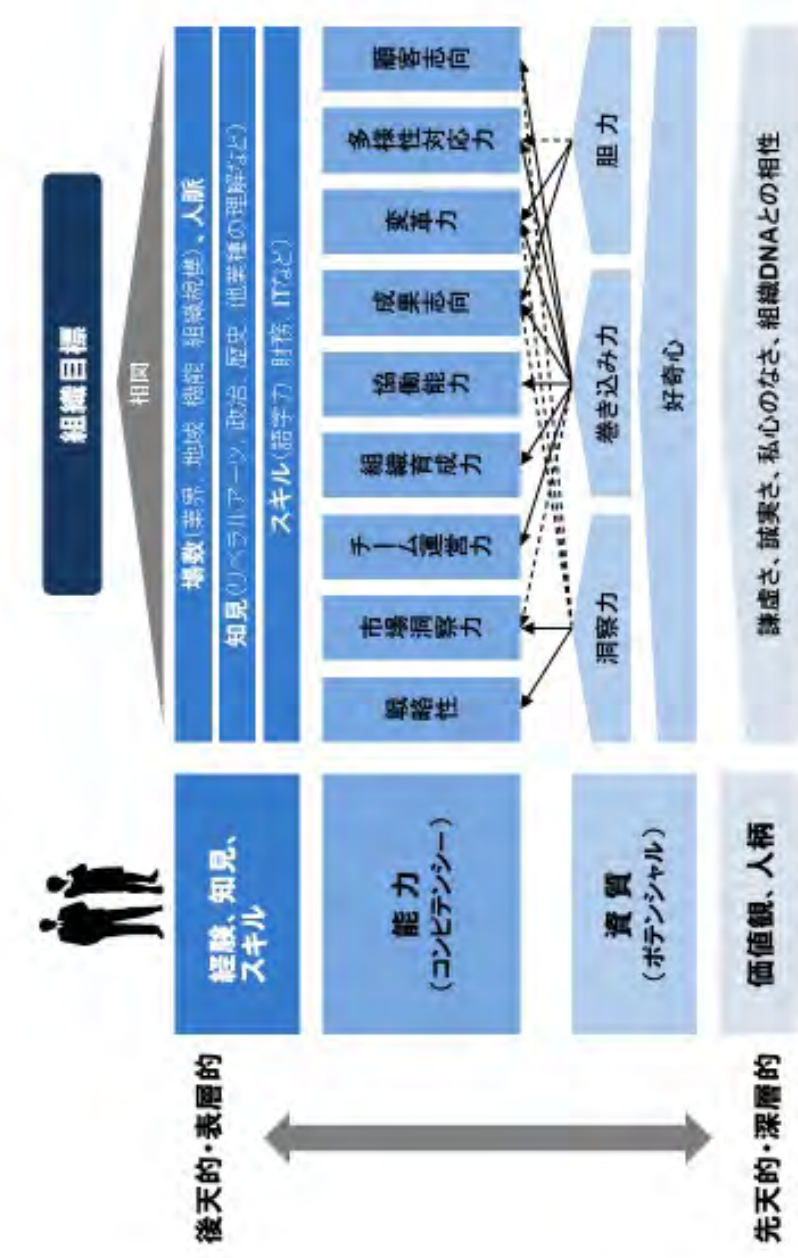 組織目標
相図
後天的・表層的
経験、知見、
スキル
場数(業界、地域、機能、組織規模)、人脈
知見(リベラルアーツ、政治、歴史、他業種の理解など)
スキル(語学力、財務、ITなど)
能力
(コンピテンシー)
戦略性
市場洞察力
チーム運営力
組織育成力
協働能力
成果志向
変革力
多様性対応力
顧客志向
資質
(ポテンシャル)
洞察力
巻き込み力
胆力
好奇心
先天的・深層的
価値観、人柄
謙虚さ、誠実さ、私心のなさ、組織DNAとの相性